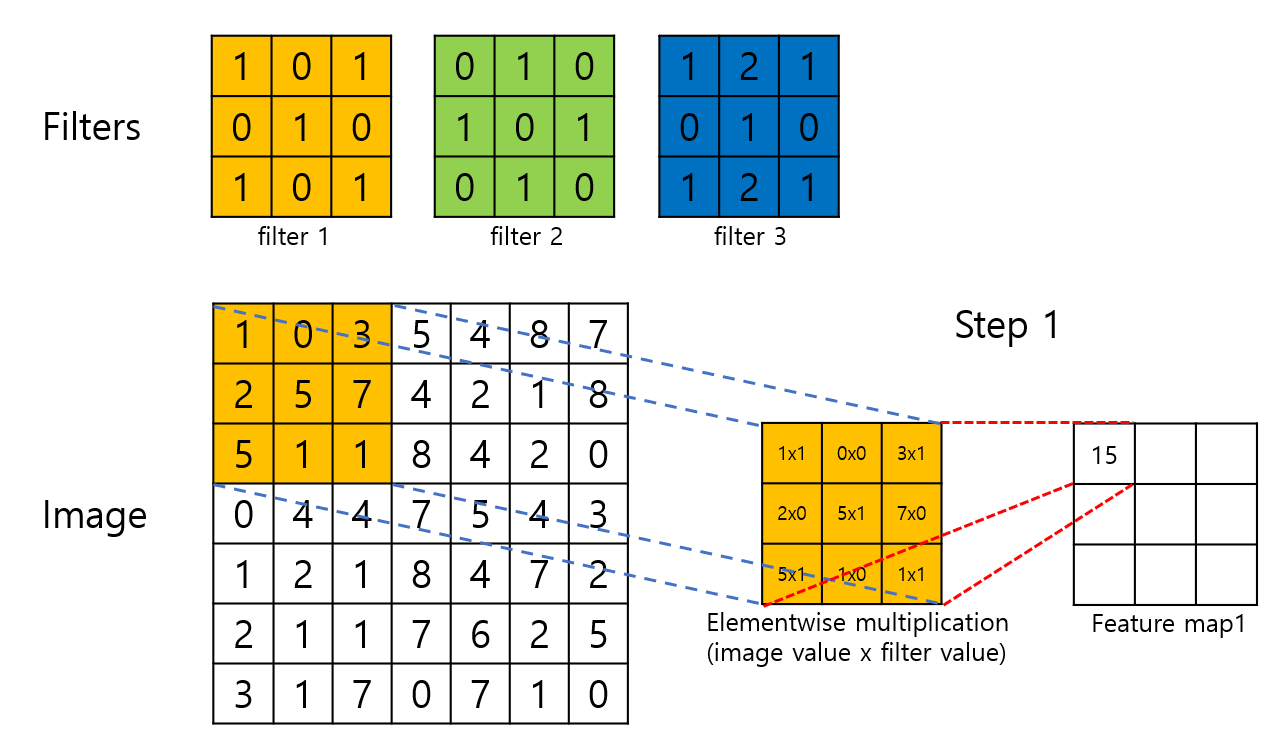 1 0 1 0 1 0 1 2 1
Filters 0 1 0 1 0 1 0 1 0
1 0 1 0 1 0 1 2 1
filter 1 filter 2 filter 3
Step 1
1 0 3 5 4 8 7
2 5 7 4 2 1 8
5 1 1 8 4 2 0
Image 0 4 4 7 5 4 3
1 2 1 8 4 7 2
2 1 1 7 6 2 5
3 1 7 0 7 1 0
1x1 0x0 3x1
2x0 5x1 7x0
5x1 1x0 1x1
Elementwise multiplication
(image value x filter value)
15
Feature map1